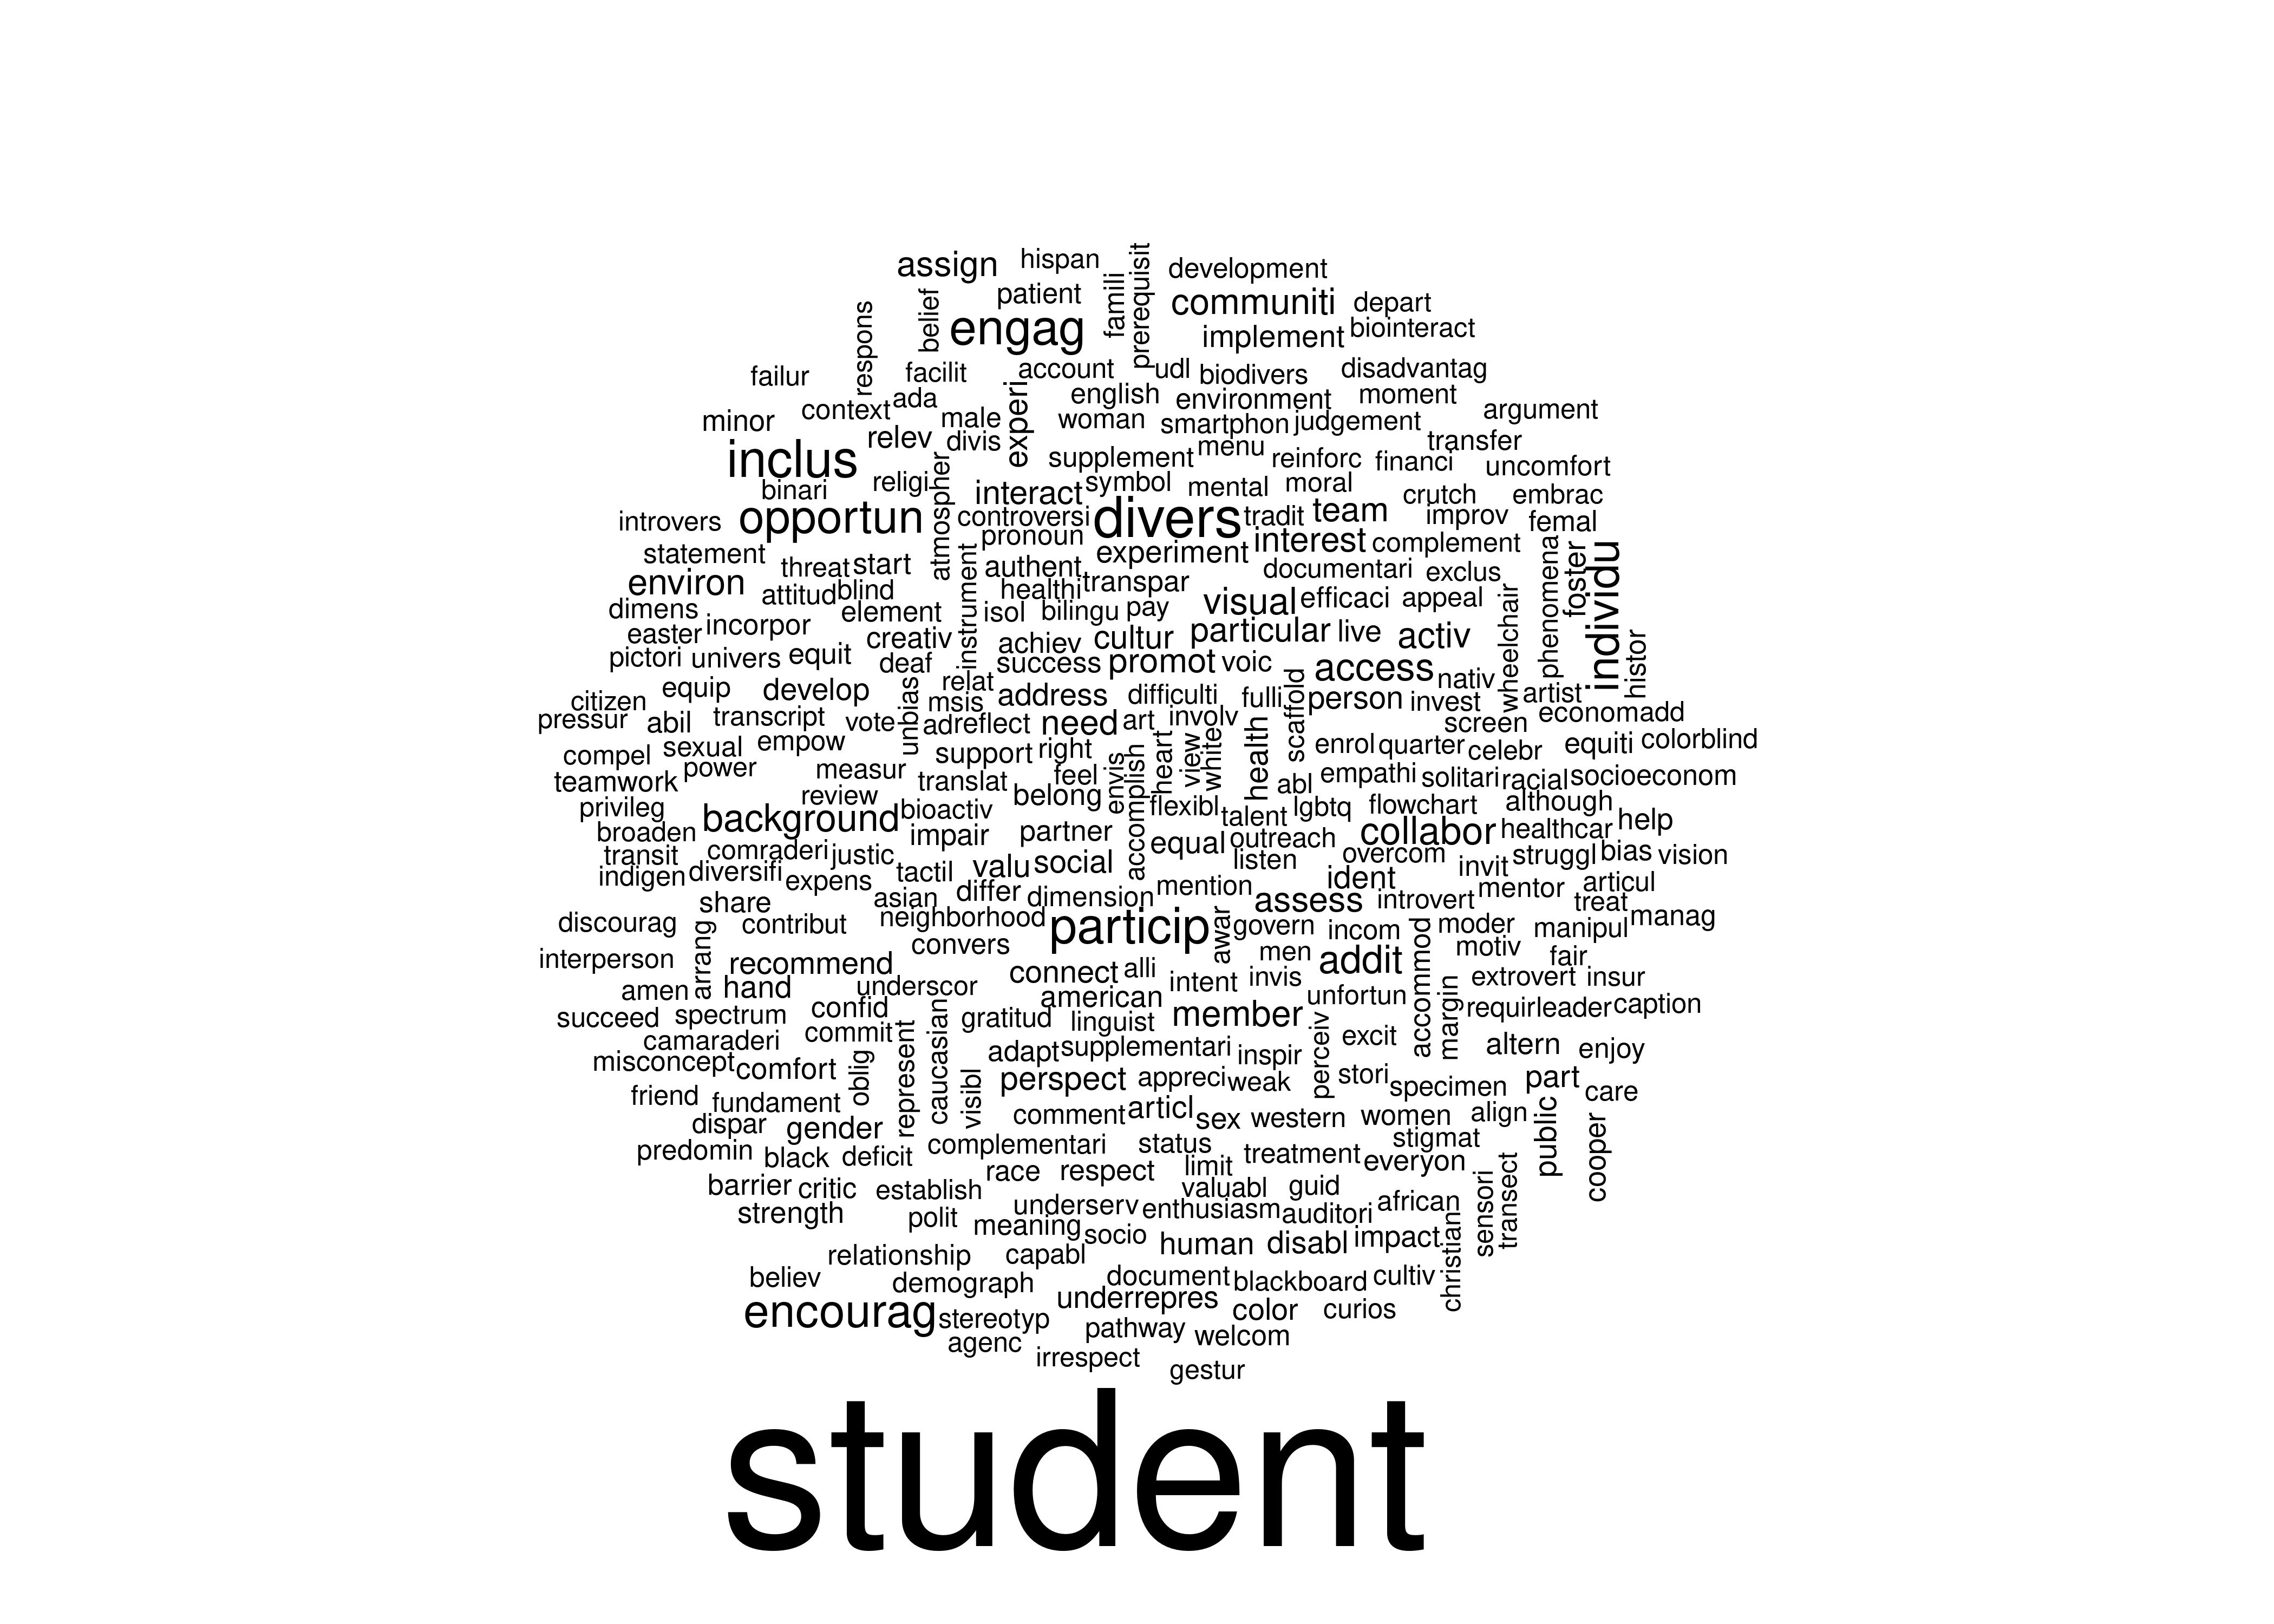 assign hispan development
patient famili prerequisit communiti depart
respons belief engag implement biointeract
failur facilit account udl biodivers disadvantag
context ada experi english environment moment
minor male woman smartphon judgement argument
relev divis menu transfer
inclus supplement reinforc financi uncomfort
binari religi atmospher interact symbol mental moral crutch embrac
introvers opportun controversi divers tradit team improv femal
pronoun
statement experiment interest complement
threat start instrument authent documentari exclus phenomena foster individu
environ attitud blind healthi transpar
dimens element isol bilingu pay visual efficaci appeal wheelchair
easter incorpor creativ achiev cultur particular live activ
pictori univers equit deaf success promot voic access histor
citizen equip develop unbias relat msis address difficulti fulli scaffold person nativ invest artist
pressur abil transcript vote ad reflect need art involv screen economadd
compel sexual empow support right heart view white health enrol quarter celebr equiti colorblind
teamwork power measur translat feel envis accomplish abl empathi solitari racial socioeconom
privileg review bioactiv belong flexibl talent lgbtq flowchart although
broaden background impair partner equal outreach collabor healthcar help
transit comraderi justic social listen overcom invit struggl bias vision
indigen diversifi expens tactil valu ident
share asian differ dimension mention assess introvert mentor articul treat
discourag contribut neighborhood particip awar govern incom moder manipul manag
interperson arrang convers men motiv fair
recommend connect alli addit accommod
amen hand underscor american intent invis extrovert insur
succeed spectrum confid gratitud linguist member unfortun margin requir leader caption
camaraderi commit represent caucasian perceiv excit
misconcept comfort oblig visibl adapt supplementari inspir altern enjoy
friend fundament perspect appreci weak stori specimen part care
dispar gender comment articl sex western women align public cooper
predomin black deficit complementari status treatment stigmat everyon
barrier critic establish race respect limit valuabl guid african sensori transect
strength polit underserv enthusiasm auditori
meaning socio human disabl impact christian
relationship capabl
believ demograph document blackboard cultiv
encourag stereotyp underrepres color curios
agenc pathway welcom
irrespect gestur
student